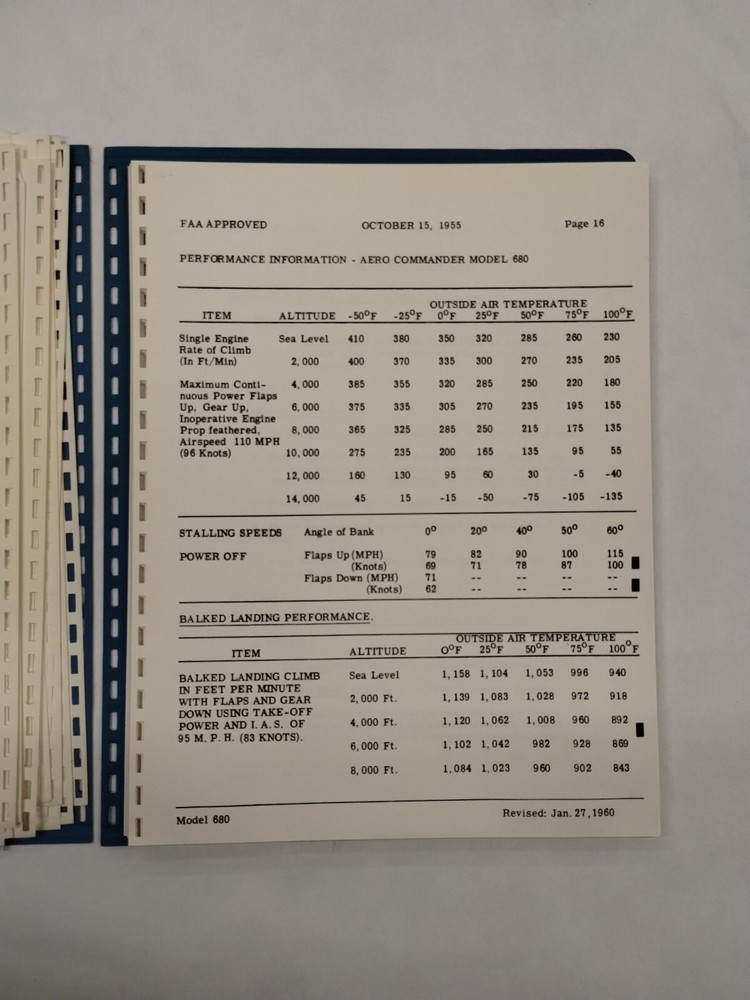 FAA APPROVED OCTOBER 15, 1955 Page 16
PERFORMANCE INFORMATION - AERO COMMANDER MODEL 680
OUTSIDE AIR TEMPERATURE
ITEM ALTITUDE -50°F -25°F 0°F 25°F 50°F 75°F 100°F
Single Engine Sea Level 410 380 350 320 285 260 230
Rate of Climb
(In Ft/Min) 2,000 400 370 335 300 270 235 205
Maximum Conti- 4,000 385 355 320 285 250 220 180
nuous Power Flaps
Up, Gear Up, 6,000 375 335 305 270 235 195 155
Inoperative Engine
Prop feathered, 8,000 365 325 285 250 215 175 135
Airspeed 110 MPH
(96 Knots) 10,000 275 235 200 165 135 95 55
12,000 160 130 95 60 30 -5 -40
14,000 45 15 -15 -50 -75 -105 -135
STALLING SPEEDS Angle of Bank 0° 20° 40° 50° 60°
POWER OFF Flaps Up (MPH) 79 82 90 100 115
(Knots) 69 71 78 87 100
Flaps Down (MPH) 71 -- -- -- --
(Knots) 62 -- -- -- --
BALKED LANDING PERFORMANCE.
OUTSIDE AIR TEMPERATURE
ITEM ALTITUDE 0°F 25°F 50°F 75°F 100°F
BALKED LANDING CLIMB Sea Level 1,158 1,104 1,053 996 940
IN FEET PER MINUTE
WITH FLAPS AND GEAR 2,000 Ft. 1,139 1,083 1,028 972 918
DOWN USING TAKE-OFF
POWER AND I.A.S. OF 4,000 Ft. 1,120 1,062 1,008 960 892
95 M.P.H. (83 KNOTS).
6,000 Ft. 1,102 1,042 982 928 869
8,000 Ft. 1,084 1,023 960 902 843
Model 680 Revised: Jan. 27, 1960